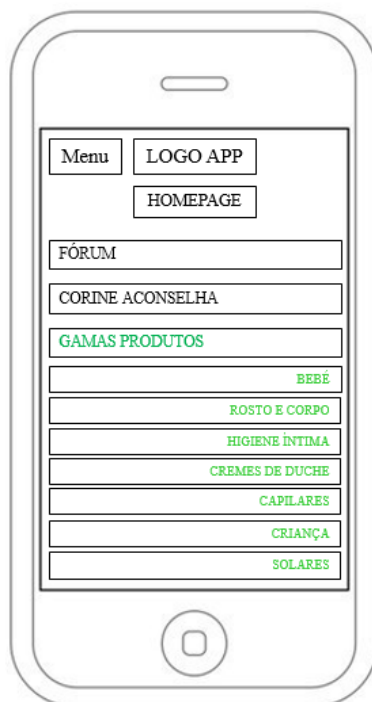 Menu LOGO APP
HOMEPAGE
FÓRUM
CORINE ACONSELHA
GAMAS PRODUTOS
BEBÉ
ROSTO E CORPO
HIGIENE ÍNTIMA
CREMES DE DUCHE
CAPILARES
CRIANÇA
SOLARES